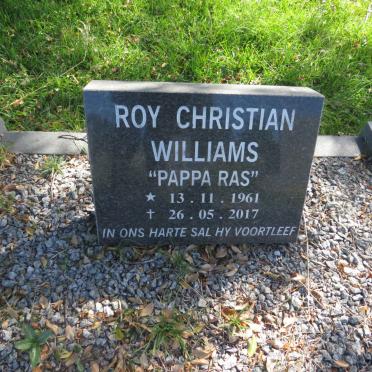 ROY CHRISTIAN
WILLIAMS
"PAPPA RAS"
★ 13 . 11 . 1961
✝ 26 . 05 . 2017
IN ONS HARTE SAL HY VOORTLEEF